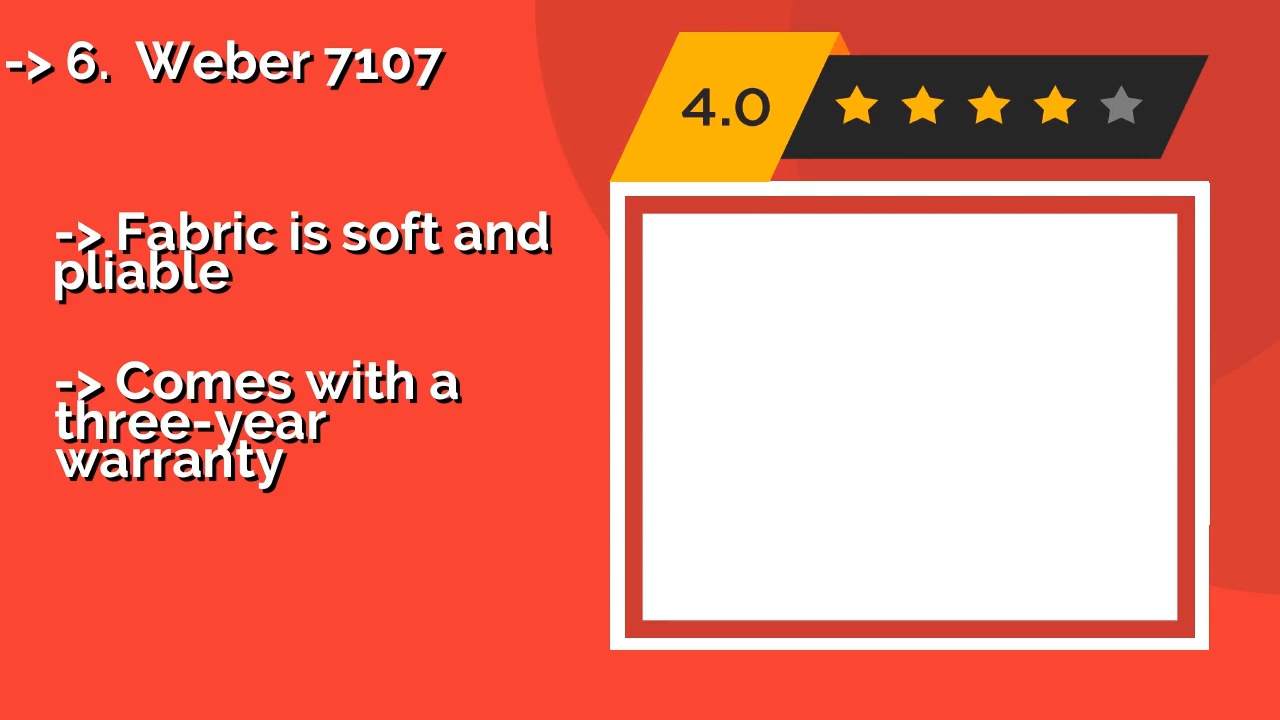 -> 6.  Weber 7107
4.0
-> Fabric is soft and
pliable
-> Comes with a
three-year
warranty